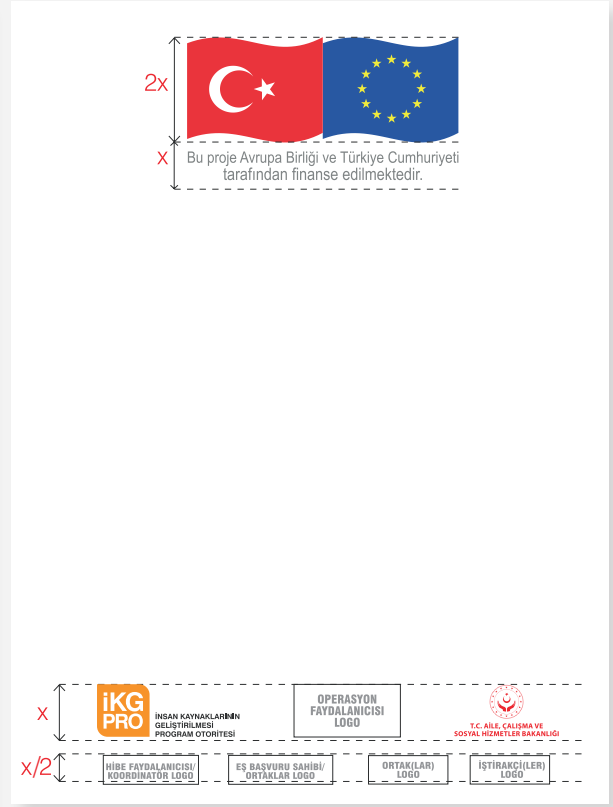 2x
x
Bu proje Avrupa Birliği ve Türkiye Cumhuriyeti
tarafından finanse edilmektedir.
x
iKG
PRO
İNSAN KAYNAKLARININ
GELİŞTİRİLMESİ
PROGRAM OTORİTESİ
OPERASYON
FAYDALANICISI
LOGO
T.C. AİLE, ÇALIŞMA VE
SOSYAL HİZMETLER BAKANLIĞI
x/2
HİBE FAYDALANICISI/
KOORDİNATÖR LOGO
EŞ BAŞVURU SAHİBİ/
ORTAKLAR LOGO
ORTAK(LAR)
LOGO
İŞTİRAKÇİ(LER)
LOGO